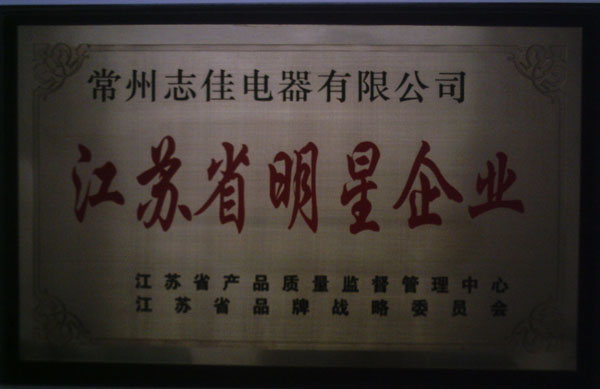 常州志佳电器有限公司
江苏省明星企业
江苏省产品质量监督管理中心
江苏省品牌战略委员会